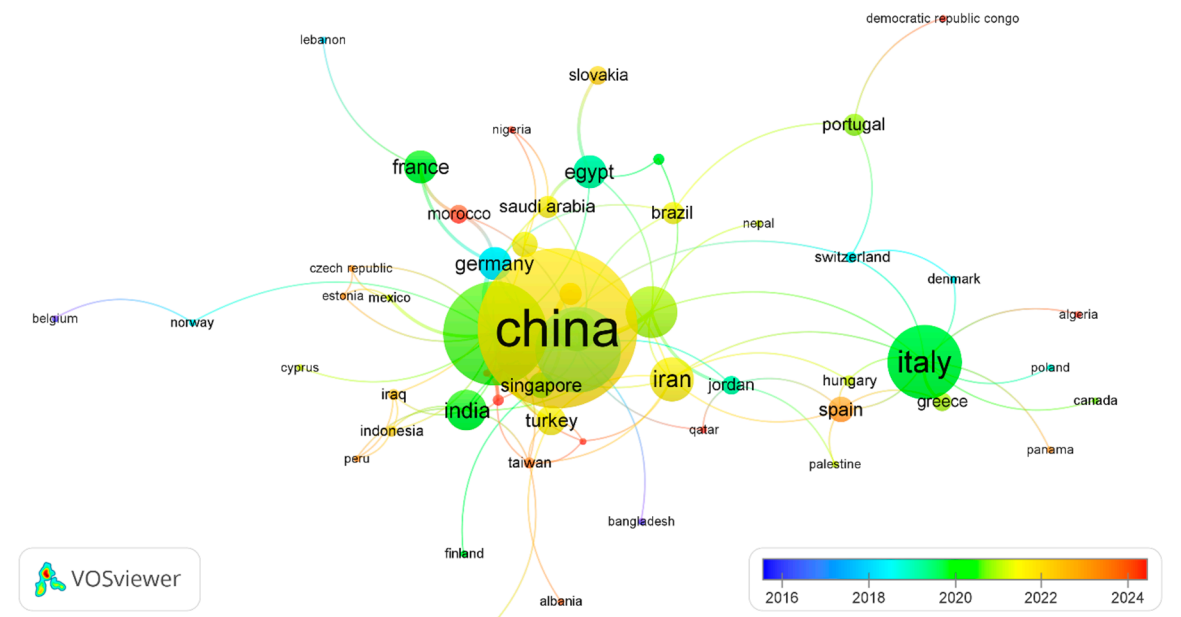 democratic republic congo
lebanon
slovakia
portugal
nigeria
france
egypt
saudi arabia
morocco
brazil
nepal
germany
switzerland
czech republic
denmark
estonia
mexico
belgium
norway
china
algeria
italy
cyprus
poland
singapore
iran
jordan
hungary
iraq
india
spain
greece
canada
turkey
indonesia
qatar
peru
taiwan
palestine
panama
bangladesh
finland
albania
VOSviewer
2016 2018 2020 2022 2024